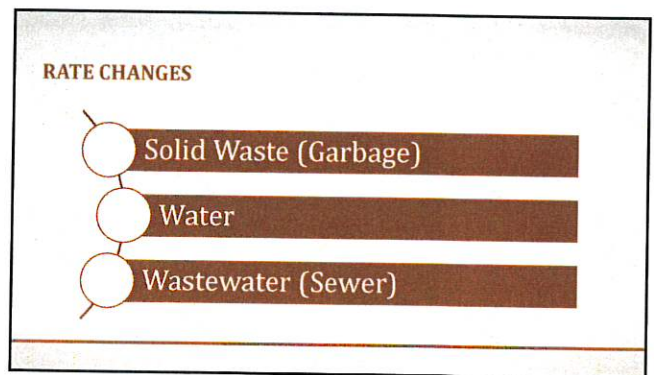 RATE CHANGES
Solid Waste (Garbage)
Water
Wastewater (Sewer)